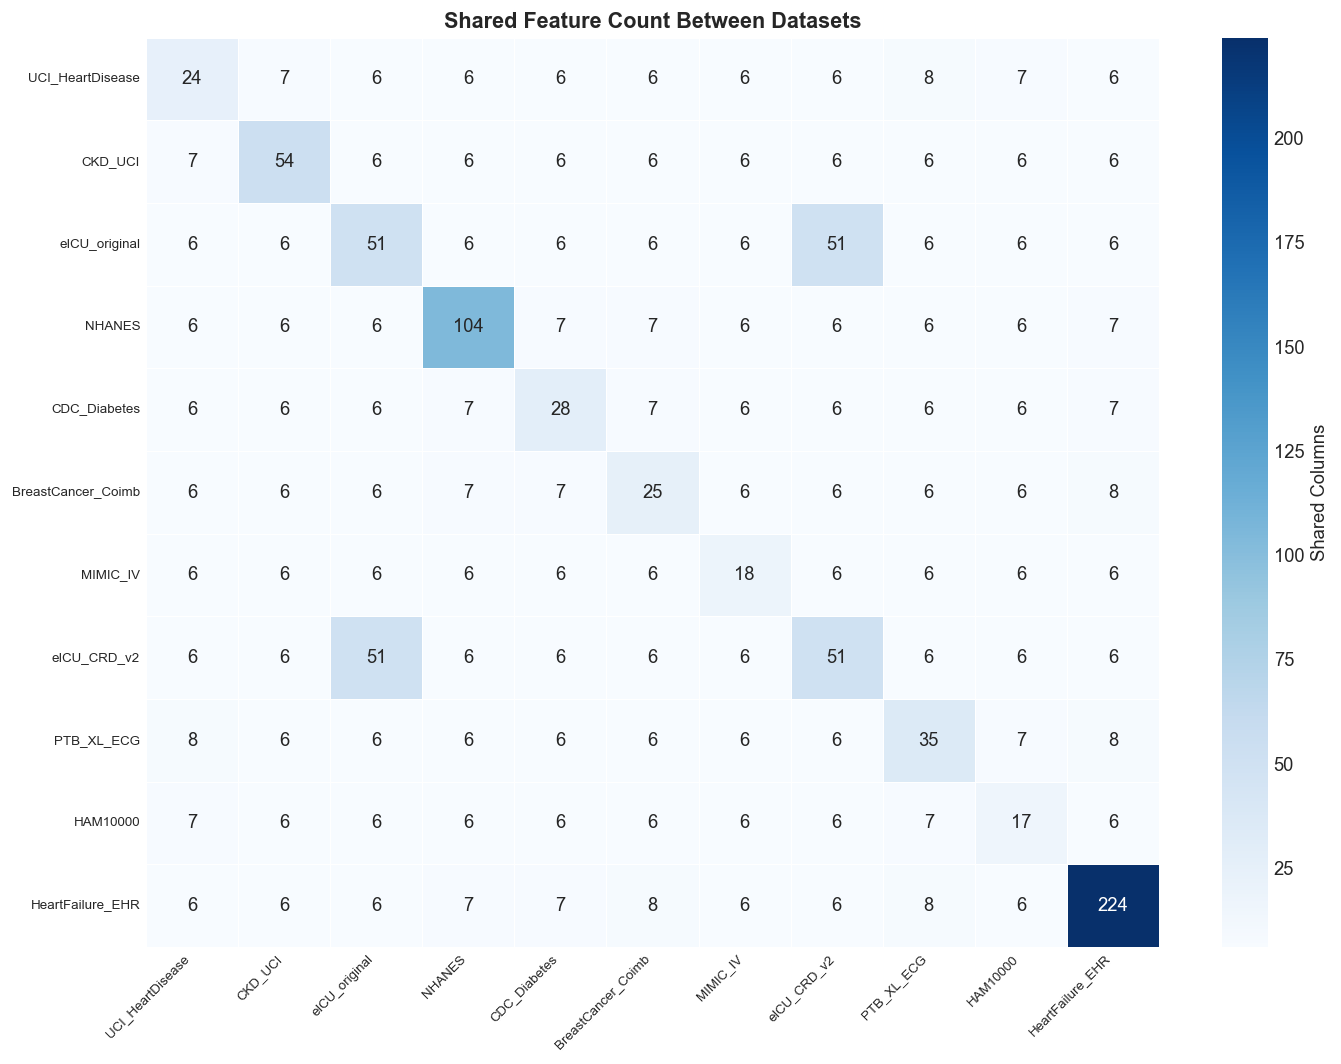 Shared Feature Count Between Datasets
UCI_HeartDisease 24 7 6 6 6 6 6 6 8 7 6
CKD_UCI 7 54 6 6 6 6 6 6 6 6 6
eICU_original 6 6 51 6 6 6 6 51 6 6 6
NHANES 6 6 6 104 7 7 6 6 6 6 7
CDC_Diabetes 6 6 6 7 28 7 6 6 6 6 7
BreastCancer_Coimb 6 6 6 7 7 25 6 6 6 6 8
MIMIC_IV 6 6 6 6 6 6 18 6 6 6 6
eICU_CRD_v2 6 6 51 6 6 6 6 51 6 6 6
PTB_XL_ECG 8 6 6 6 6 6 6 6 35 7 8
HAM10000 7 6 6 6 6 6 6 6 7 17 6
HeartFailure_EHR 6 6 6 7 7 8 6 6 8 6 224
UCI_HeartDisease
CKD_UCI
eICU_original
NHANES
CDC_Diabetes
BreastCancer_Coimb
MIMIC_IV
eICU_CRD_v2
PTB_XL_ECG
HAM10000
HeartFailure_EHR
200
175
150
125
100
75
50
25
Shared Columns